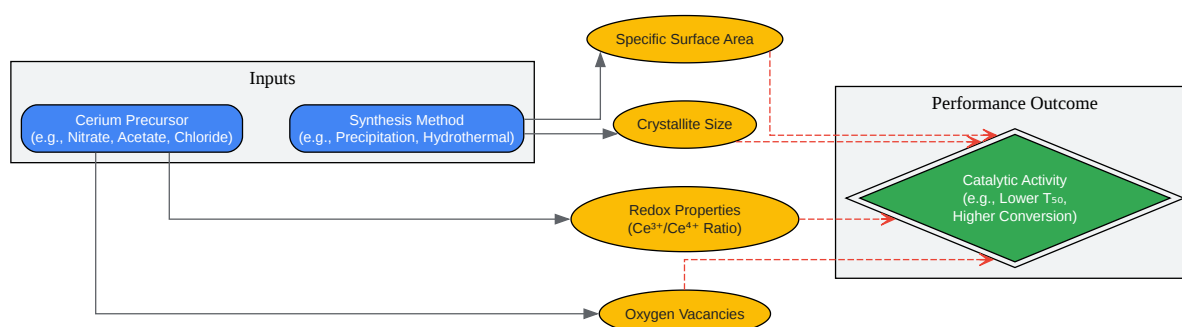 Inputs
Cerium Precursor
(e.g., Nitrate, Acetate, Chloride)
Synthesis Method
(e.g., Precipitation, Hydrothermal)
Specific Surface Area
Crystallite Size
Redox Properties
(Ce³⁺/Ce⁴⁺ Ratio)
Oxygen Vacancies
Performance Outcome
Catalytic Activity
(e.g., Lower T₅₀,
Higher Conversion)